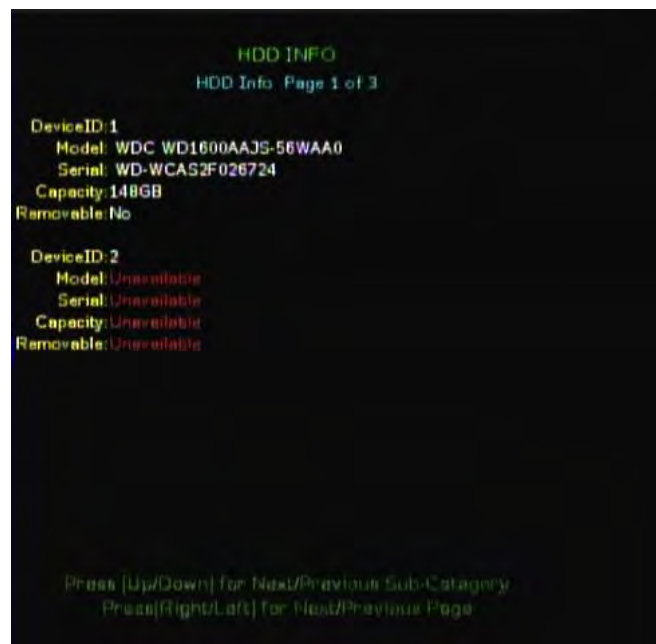 HDD INFO
HDD Info Page 1 of 3
DeviceID:1
Model: WDC WD1600AAJS-56WAA0
Serial: WD-WCAS2F026724
Capacity:148GB
Removable:No
DeviceID:2
Model:Unavailable
Serial:Unavailable
Capacity:Unavailable
Removable:Unavailable
Press [Up/Down] for Next/Previous Sub-Category
Press[Right/Left] for Next/Previous Page